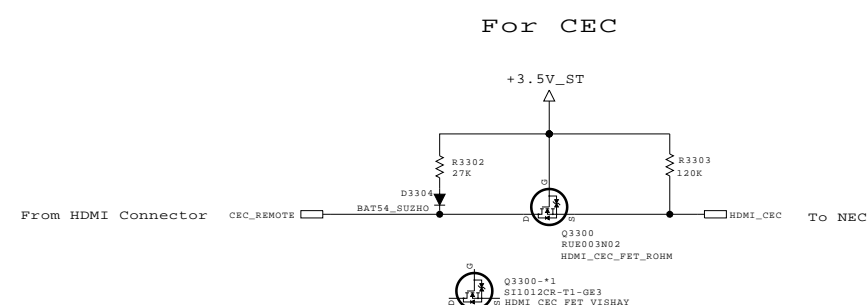 For CEC
+3.5V_ST
R3302
27K
R3303
120K
D3304
BAT54_SUZHO
G
D
S
From HDMI Connector
CEC_REMOTE
HDMI_CEC
To NEC
Q3300
RUE003N02
HDMI_CEC_FET_ROHM
G
D
S
Q3300-*1
SI1012CR-T1-GE3
HDMI_CEC_FET_VISHAY